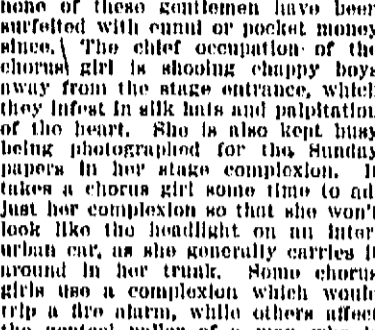 none of these gentlemen have been
surfeited with ennui or pocket money
since. The chief occupation of the
chorus girl is shooing chappy boys
away from the stage entrance, which
they infest in silk hats and palpitation
of the heart. She is also kept busy
being photographed for the Sunday
papers in her stage complexion. It
takes a chorus girl some time to ad
just her complexion so that she won't
look like the headlight on an inter
urban car, as she generally carries it
around in her trunk. Some chorus
girls use a complexion which would
trip a fire alarm, while others affect
the pallor of a man who